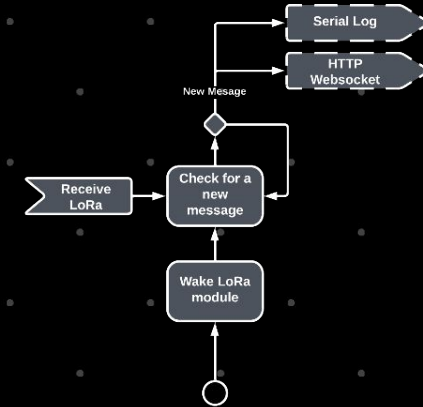 Serial Log
HTTP
Websocket
New Mesage
Check for a
new
message
Receive
LoRa
Wake LoRa
module